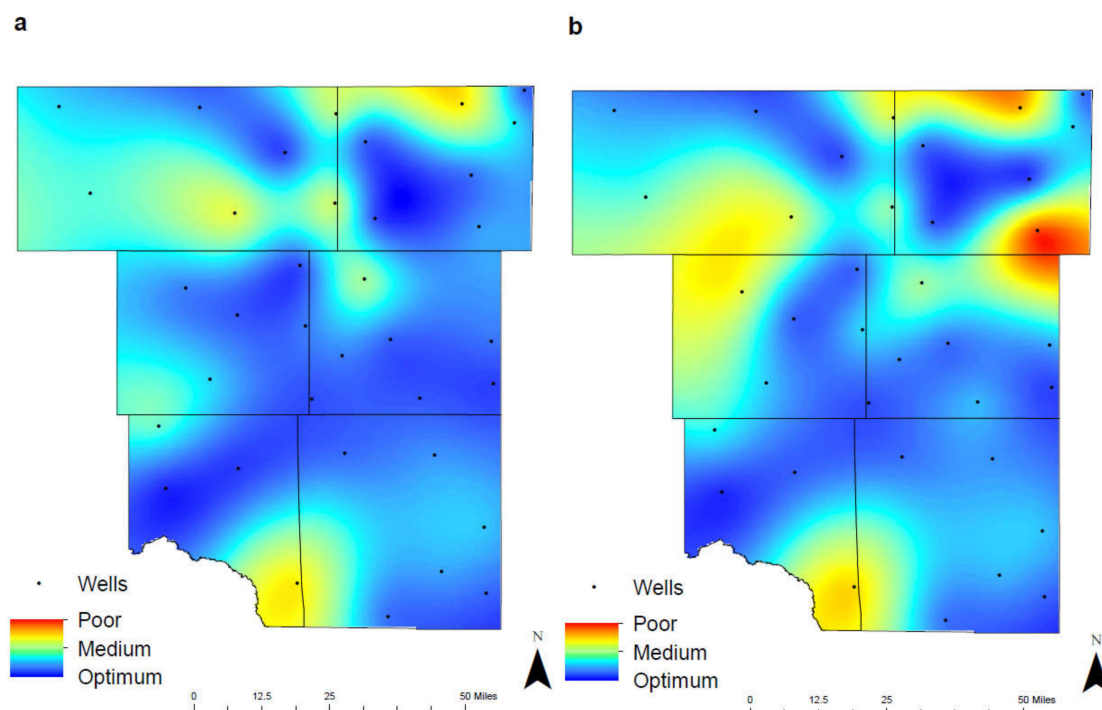 a
b
Wells
Poor
Medium
Optimum
N
0 12.5 25 50 Miles
Wells
Poor
Medium
Optimum
N
0 12.5 25 50 Miles